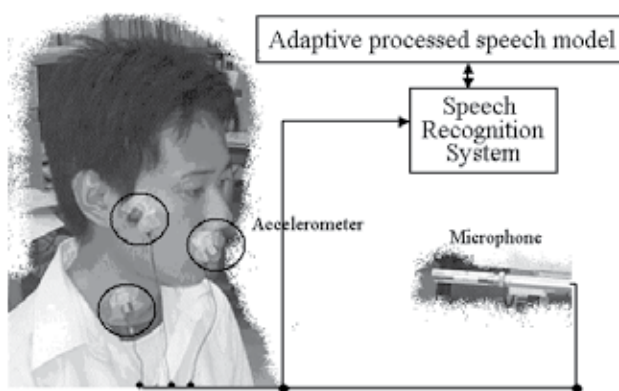 Adaptive processed speech model
Speech
Recognition
System
Accelerometer
Microphone